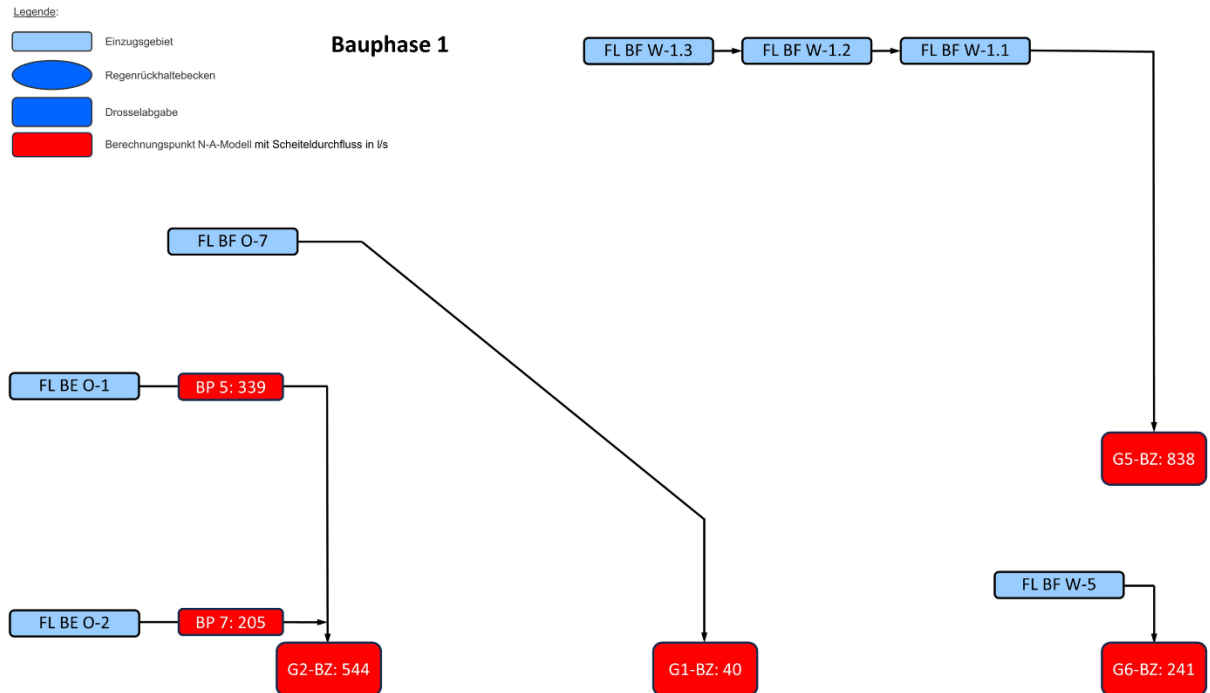 Legende:
Einzugsgebiet
Regenrückhaltebecken
Drosselabgabe
Berechnungspunkt N-A-Modell mit Scheiteldurchfluss in l/s
Bauphase 1
FL BF W-1.3
FL BF W-1.2
FL BF W-1.1
FL BF O-7
FL BE O-1
BP 5: 339
G5-BZ: 838
FL BF W-5
FL BE O-2
BP 7: 205
G2-BZ: 544
G1-BZ: 40
G6-BZ: 241